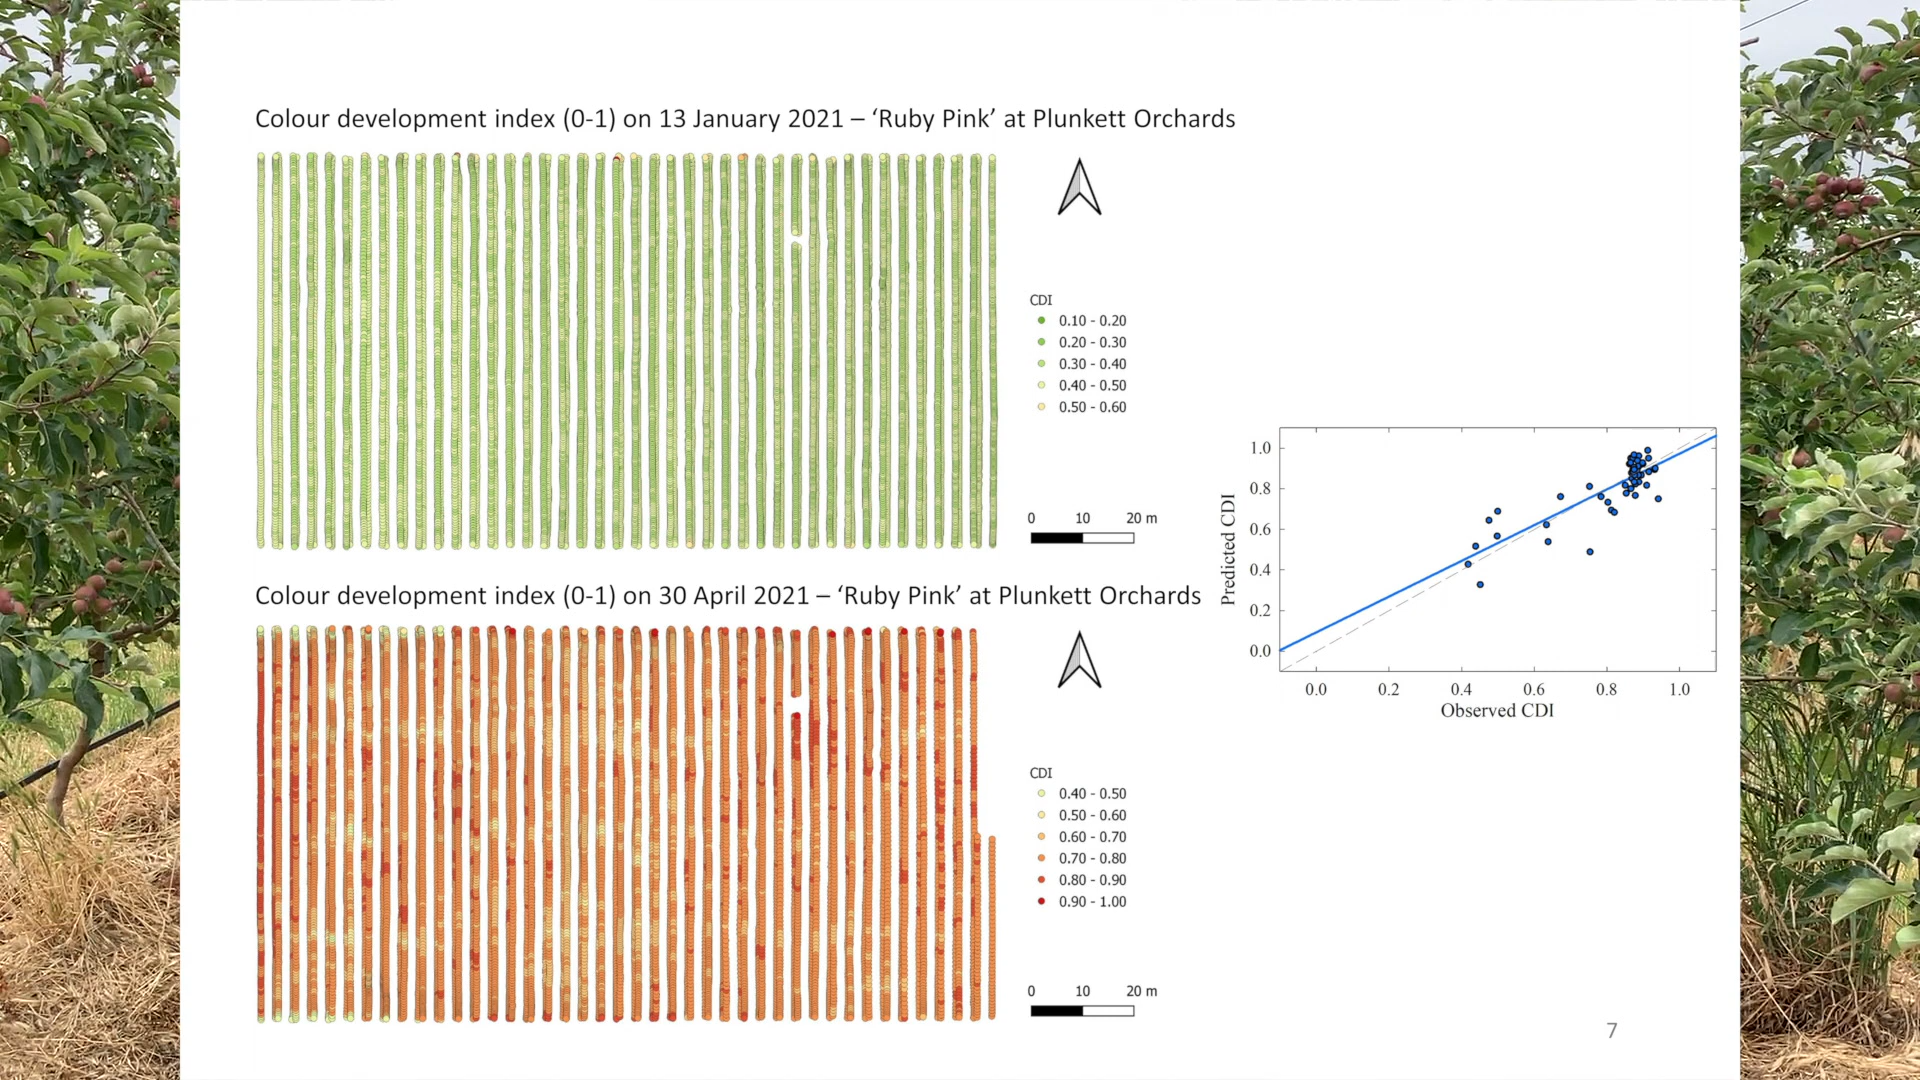 Colour development index (0-1) on 13 January 2021 – ‘Ruby Pink’ at Plunkett Orchards
CDI
0.10 - 0.20
0.20 - 0.30
0.30 - 0.40
0.40 - 0.50
0.50 - 0.60
0 10 20 m
Colour development index (0-1) on 30 April 2021 – ‘Ruby Pink’ at Plunkett Orchards
CDI
0.40 - 0.50
0.50 - 0.60
0.60 - 0.70
0.70 - 0.80
0.80 - 0.90
0.90 - 1.00
0 10 20 m
Predicted CDI
1.0
0.8
0.6
0.4
0.2
0.0
0.0 0.2 0.4 0.6 0.8 1.0
Observed CDI
7